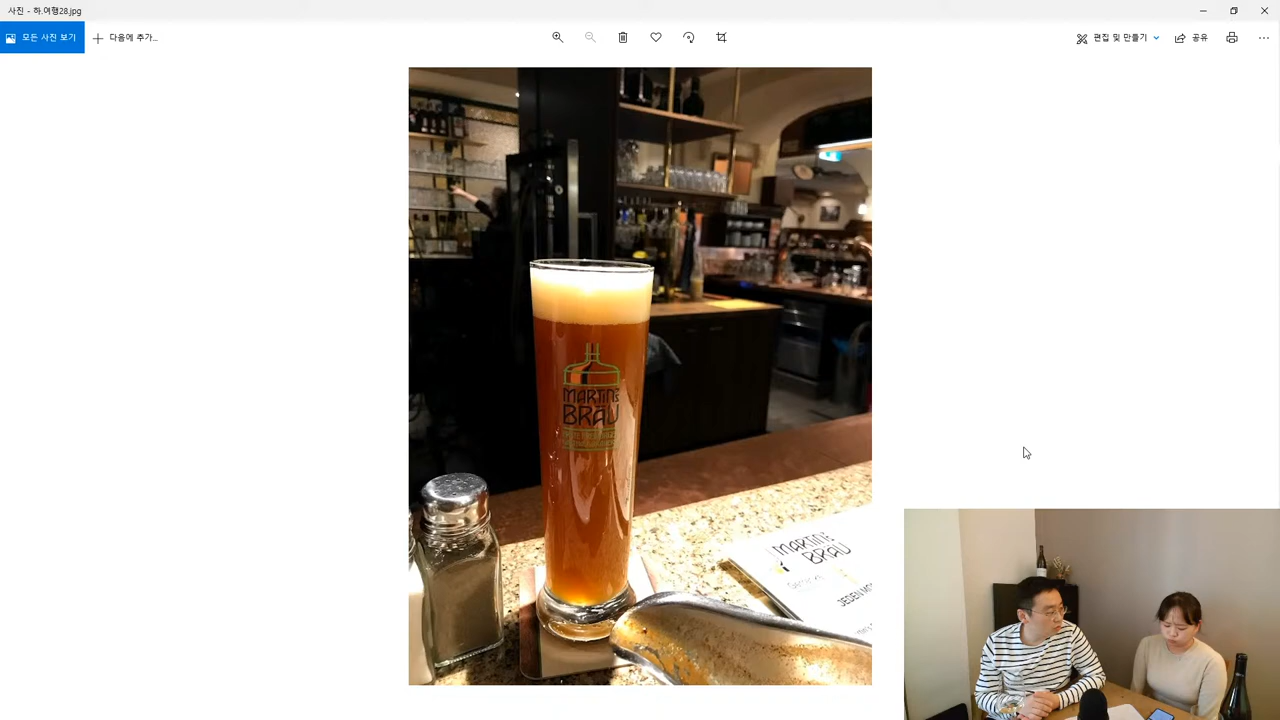 사진 - 하.여행28.jpg
모든 사진 보기
다음에 추가...
편집 및 만들기
공유
MARTIN'S
BRÄU
MARTIN'S
BRÄU